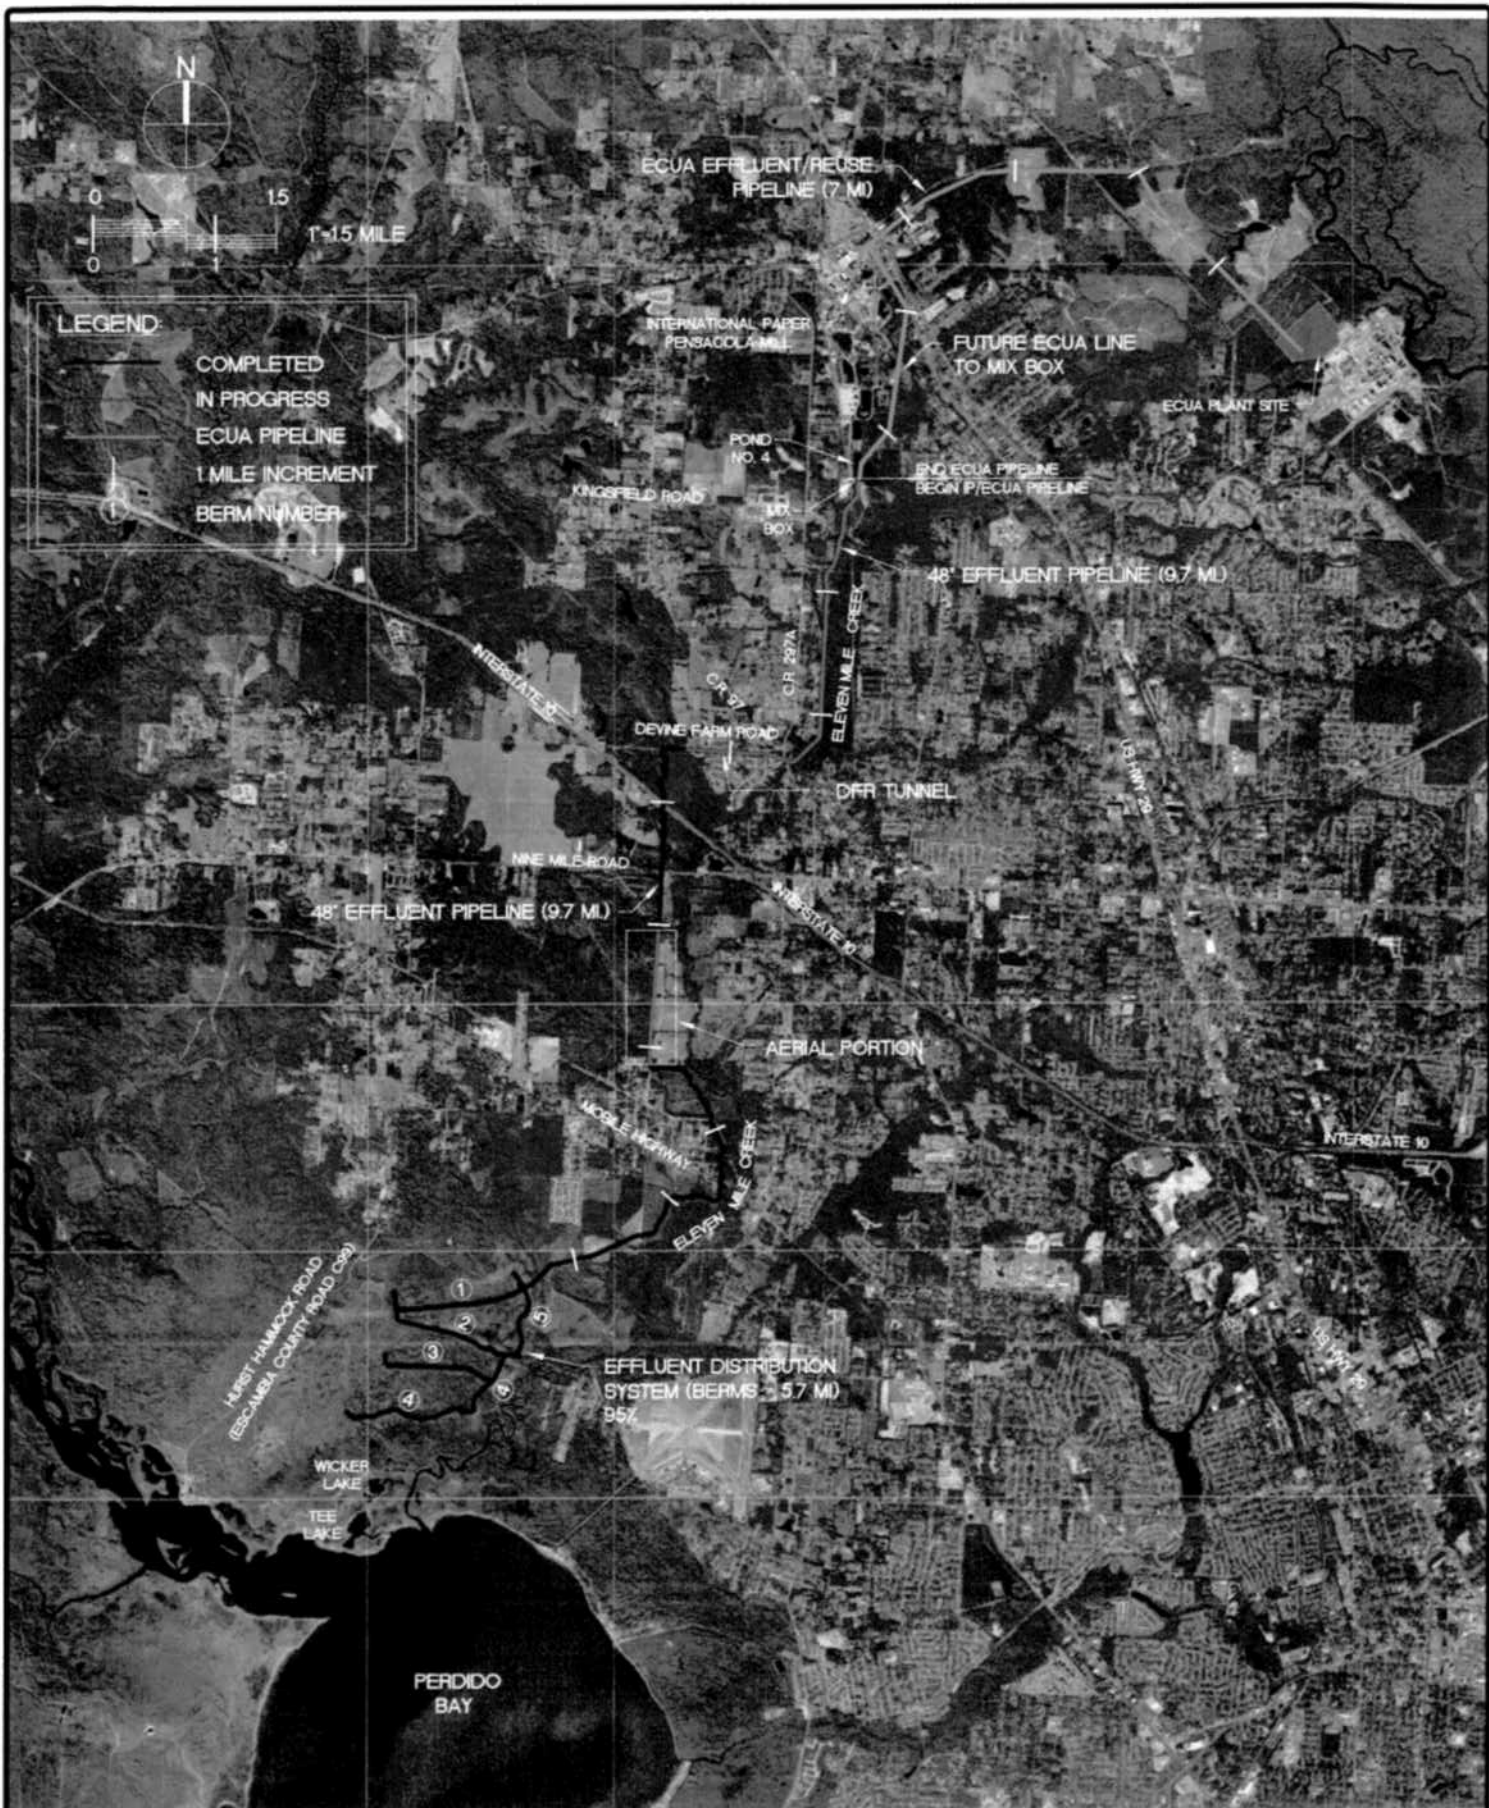 N
0 1.5
1"=1.5 MILE
0 1
LEGEND:
COMPLETED
IN PROGRESS
ECUA PIPELINE
1 MILE INCREMENT
1
BERM NUMBER
ECUA EFFLUENT/REUSE
PIPELINE (7 MI)
INTERNATIONAL PAPER
PENSACOLA MILL
FUTURE ECUA LINE
TO MIX BOX
ECUA PLANT SITE
POND
NO. 4
END ECUA PIPELINE
BEGIN IP/ECUA PIPELINE
KINGSFIELD ROAD
MIX
BOX
48" EFFLUENT PIPELINE (9.7 MI.)
ELEVEN MILE CREEK
C.R. 297A
C.R. 97
INTERSTATE 10
DEVINE FARM ROAD
US HWY 29
DFR TUNNEL
NINE MILE ROAD
INTERSTATE 10
48" EFFLUENT PIPELINE (9.7 MI.)
AERIAL PORTION
MOBILE HIGHWAY
ELEVEN MILE CREEK
INTERSTATE 10
HURST HAMMOCK ROAD
(ESCAMBIA COUNTY ROAD C99)
1
5
2
3
EFFLUENT DISTRIBUTION
SYSTEM (BERMS - 5.7 MI)
95%
4
4
US HWY 29
WICKER
LAKE
TEE
LAKE
PERDIDO
BAY